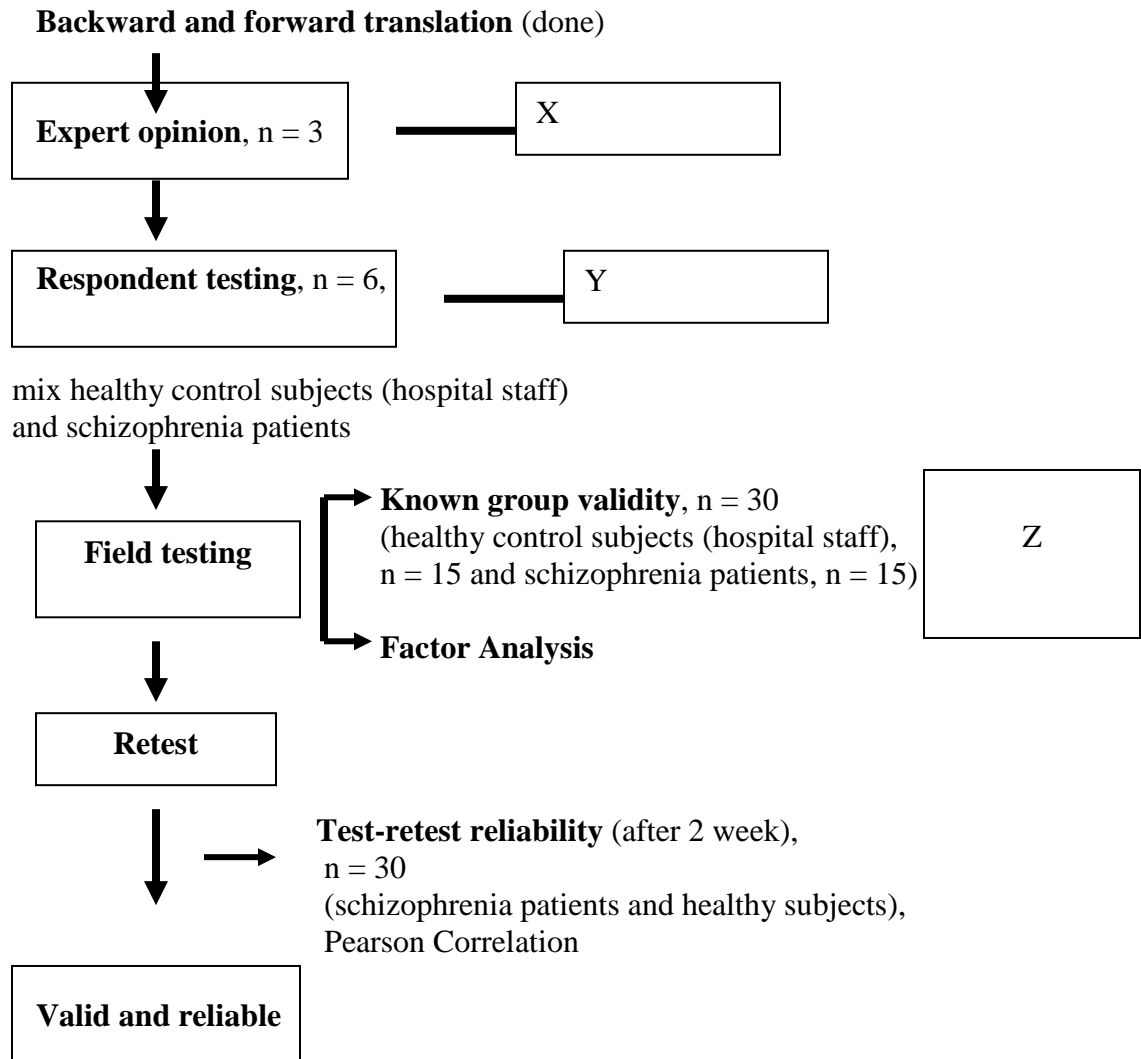 Backward and forward translation (done)
Expert opinion, n = 3
X
Respondent testing, n = 6,
Y
mix healthy control subjects (hospital staff)
and schizophrenia patients
Field testing
Known group validity, n = 30
(healthy control subjects (hospital staff),
n = 15 and schizophrenia patients, n = 15)
Z
Factor Analysis
Retest
Test-retest reliability (after 2 week),
n = 30
(schizophrenia patients and healthy subjects),
Pearson Correlation
Valid and reliable